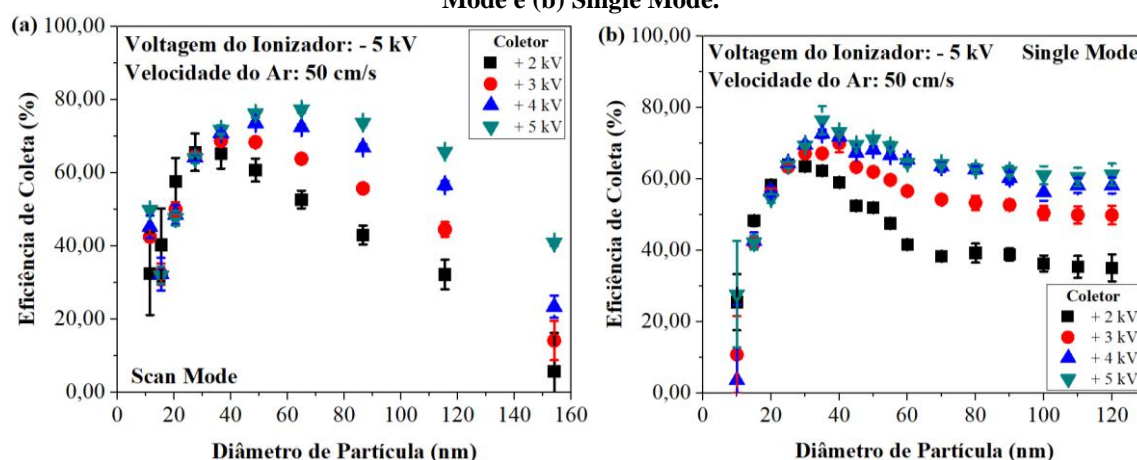 Mode e (b) Single Mode.
(a)
Voltagem do Ionizador: - 5 kV
Velocidade do Ar: 50 cm/s
Coletor
+ 2 kV
+ 3 kV
+ 4 kV
+ 5 kV
Scan Mode
Eficiência de Coleta (%)
100,00
80,00
60,00
40,00
20,00
0,00
0 20 40 60 80 100 120 140 160
Diâmetro de Partícula (nm)
(b)
Voltagem do Ionizador: - 5 kV Single Mode
Velocidade do Ar: 50 cm/s
Coletor
+ 2 kV
+ 3 kV
+ 4 kV
+ 5 kV
Eficiência de Coleta (%)
100,00
80,00
60,00
40,00
20,00
0,00
0 20 40 60 80 100 120
Diâmetro de Partícula (nm)